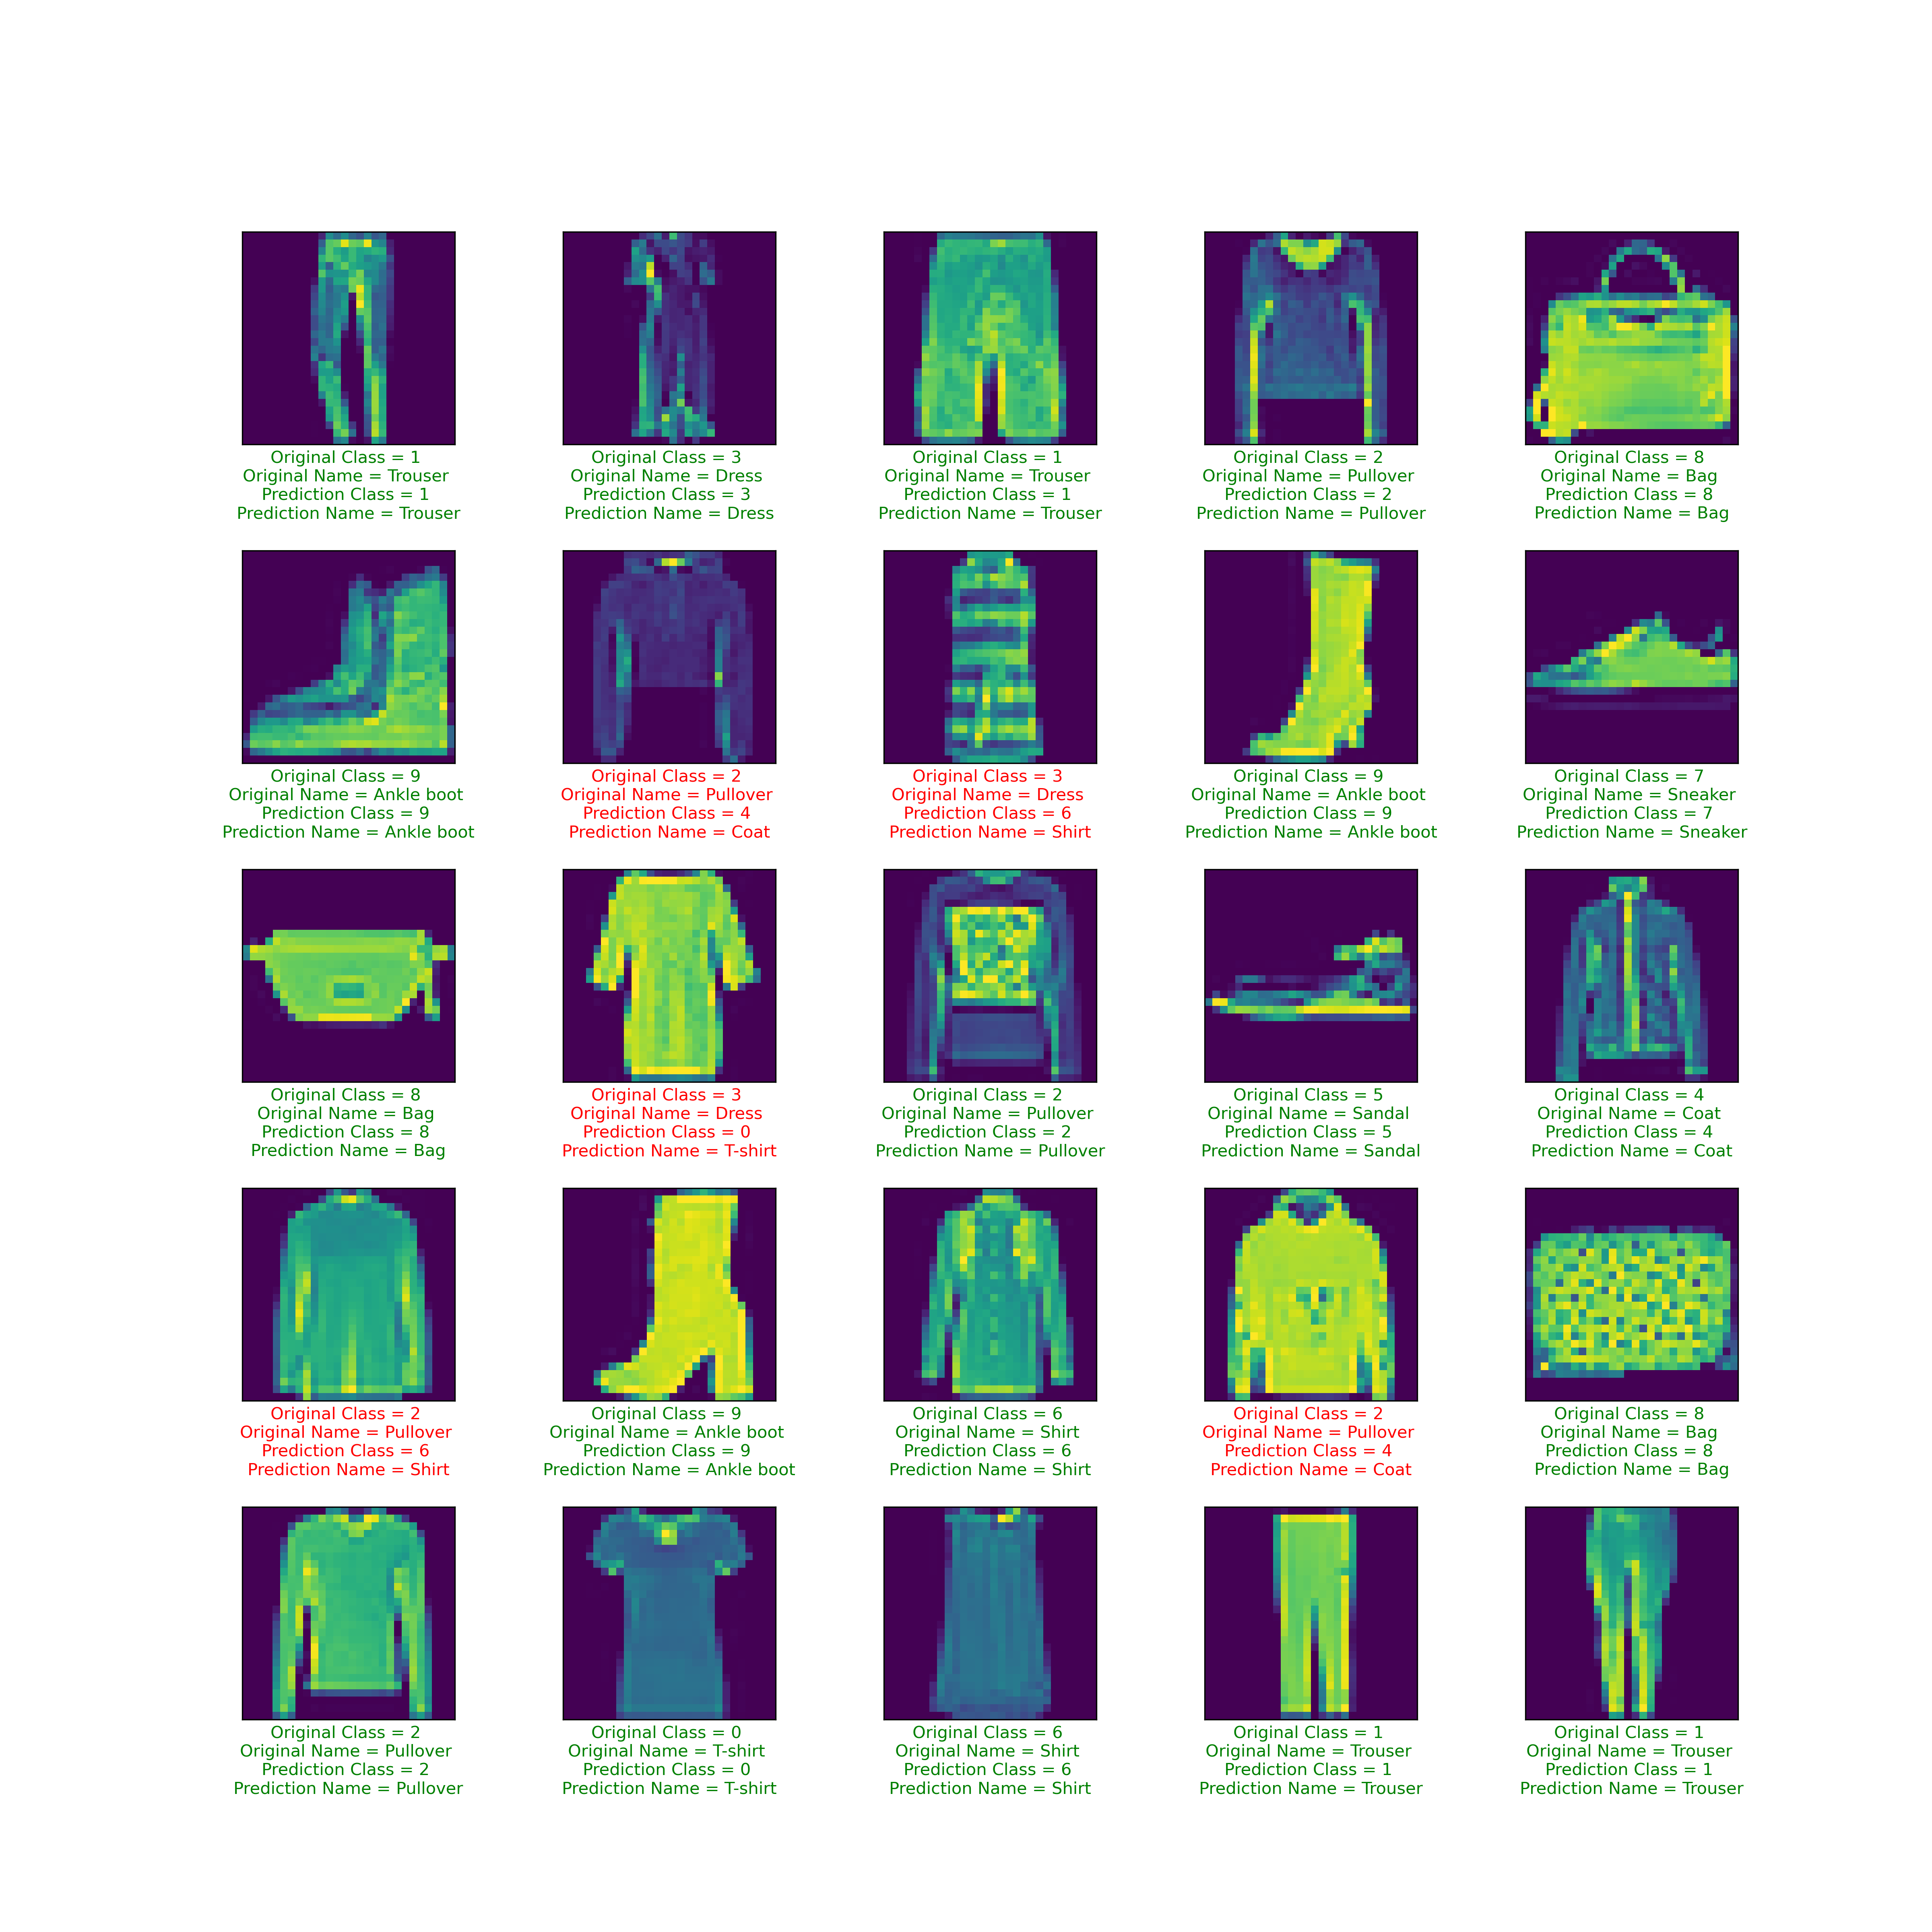 Original Class = 1
Original Name = Trouser
Prediction Class = 1
Prediction Name = Trouser
Original Class = 3
Original Name = Dress
Prediction Class = 3
Prediction Name = Dress
Original Class = 1
Original Name = Trouser
Prediction Class = 1
Prediction Name = Trouser
Original Class = 2
Original Name = Pullover
Prediction Class = 2
Prediction Name = Pullover
Original Class = 8
Original Name = Bag
Prediction Class = 8
Prediction Name = Bag
Original Class = 9
Original Name = Ankle boot
Prediction Class = 9
Prediction Name = Ankle boot
Original Class = 2
Original Name = Pullover
Prediction Class = 4
Prediction Name = Coat
Original Class = 3
Original Name = Dress
Prediction Class = 6
Prediction Name = Shirt
Original Class = 9
Original Name = Ankle boot
Prediction Class = 9
Prediction Name = Ankle boot
Original Class = 7
Original Name = Sneaker
Prediction Class = 7
Prediction Name = Sneaker
Original Class = 8
Original Name = Bag
Prediction Class = 8
Prediction Name = Bag
Original Class = 3
Original Name = Dress
Prediction Class = 0
Prediction Name = T-shirt
Original Class = 2
Original Name = Pullover
Prediction Class = 2
Prediction Name = Pullover
Original Class = 5
Original Name = Sandal
Prediction Class = 5
Prediction Name = Sandal
Original Class = 4
Original Name = Coat
Prediction Class = 4
Prediction Name = Coat
Original Class = 2
Original Name = Pullover
Prediction Class = 6
Prediction Name = Shirt
Original Class = 9
Original Name = Ankle boot
Prediction Class = 9
Prediction Name = Ankle boot
Original Class = 6
Original Name = Shirt
Prediction Class = 6
Prediction Name = Shirt
Original Class = 2
Original Name = Pullover
Prediction Class = 4
Prediction Name = Coat
Original Class = 8
Original Name = Bag
Prediction Class = 8
Prediction Name = Bag
Original Class = 2
Original Name = Pullover
Prediction Class = 2
Prediction Name = Pullover
Original Class = 0
Original Name = T-shirt
Prediction Class = 0
Prediction Name = T-shirt
Original Class = 6
Original Name = Shirt
Prediction Class = 6
Prediction Name = Shirt
Original Class = 1
Original Name = Trouser
Prediction Class = 1
Prediction Name = Trouser
Original Class = 1
Original Name = Trouser
Prediction Class = 1
Prediction Name = Trouser